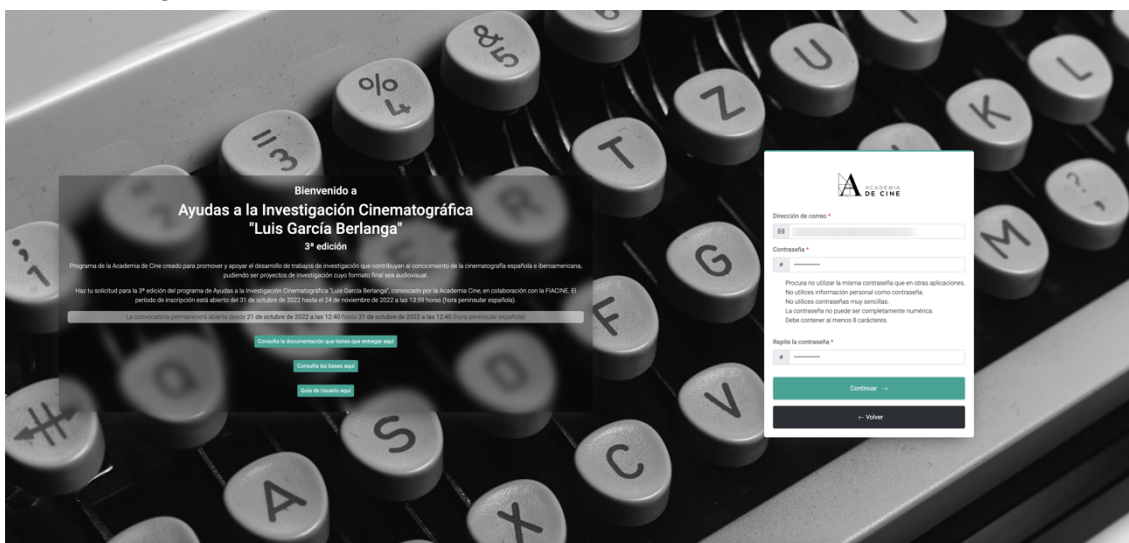 Bienvenido a
Ayudas a la Investigación Cinematográfica
"Luis García Berlanga"
3ª edición
Programa de la Academia de Cine creado para promover y apoyar el desarrollo de trabajos de investigación que contribuyan al conocimiento de la cinematografía española e iberoamericana,
pudiendo ser proyectos de investigación cuyo formato final sea audiovisual.
Haz tu solicitud para la 3ª edición del programa de Ayudas a la Investigación Cinematográfica "Luis García Berlanga", convocado por la Academia Cine, en colaboración con la FIACINE. El
período de inscripción está abierto del 31 de octubre de 2022 hasta el 24 de noviembre de 2022 a las 13:59 horas (hora peninsular española).
La convocatoria permanecerá abierta desde 21 de octubre de 2022 a las 12:40 hasta 31 de octubre de 2022 a las 12:40 (hora peninsular española)
Consulta la documentación que tienes que entregar aquí
Consulta las bases aquí
Guía de Usuario aquí
ACADEMIA
DE CINE
Dirección de correo *
Contraseña *
#
Procura no utilizar la misma contraseña que en otras aplicaciones.
No utilices información personal como contraseña.
No utilices contraseñas muy sencillas.
La contraseña no puede ser completamente numérica.
Debe contener al menos 8 carácteres.
Repite la contraseña *
#
Continuar →
← Volver
& 5
% 4
= 3
; 1
T
Z
U
K
L
? ,
M
G
F
V
C
S
A
X
R
Q
D